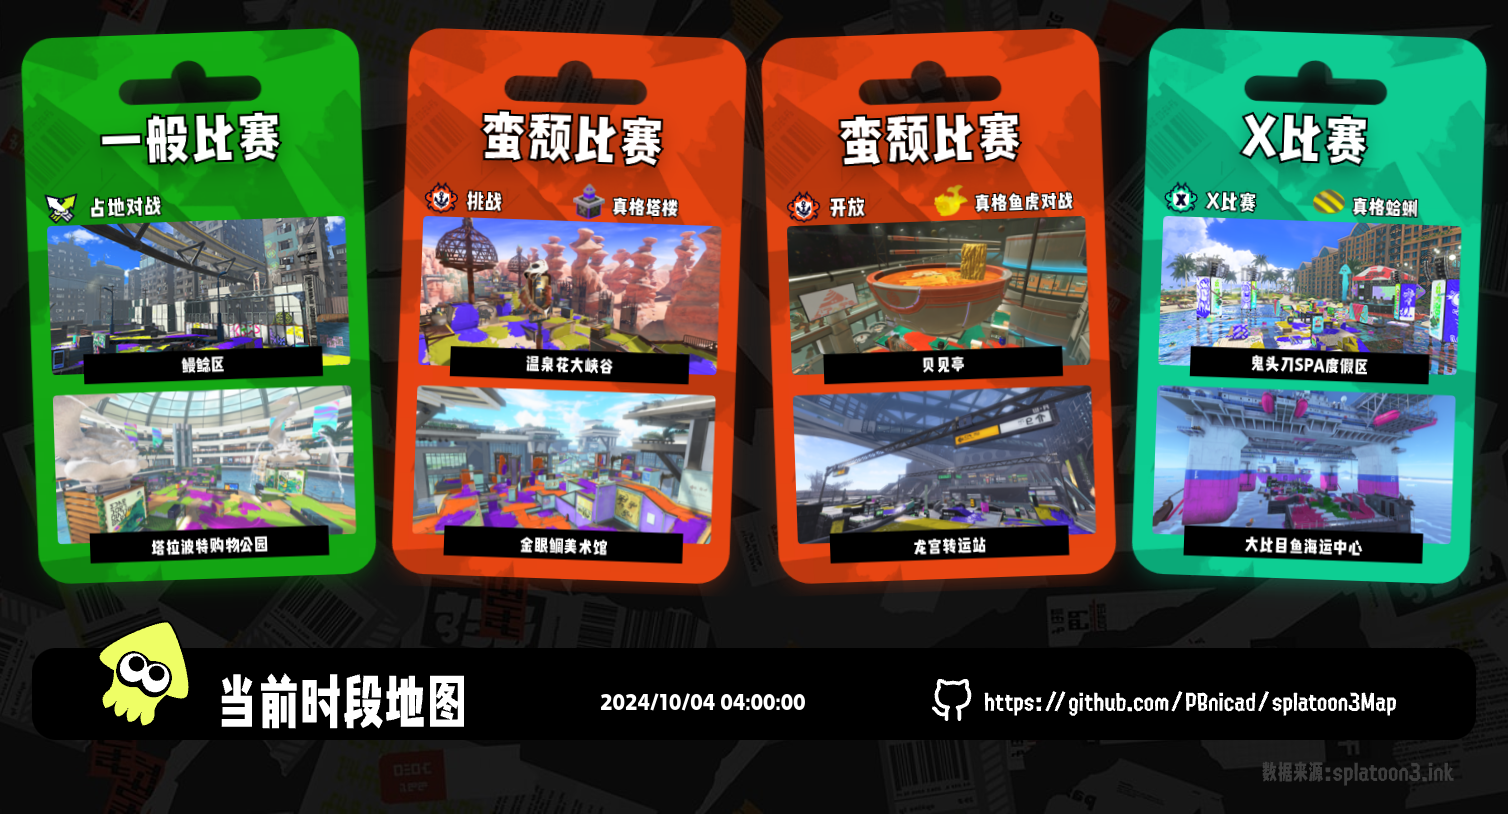 一般比赛
占地对战
鳗鲶区
塔拉波特购物公园
蛮颓比赛
挑战
真格塔楼
温泉花大峡谷
金眼鲷美术馆
蛮颓比赛
开放
真格鱼虎对战
贝见亭
龙宫转运站
X比赛
X比赛
真格蛤蜊
鬼头刀SPA度假区
大比目鱼海运中心
当前时段地图
2024/10/04 04:00:00
https://github.com/PBnicad/splatoon3Map
数据来源:splatoon3.ink